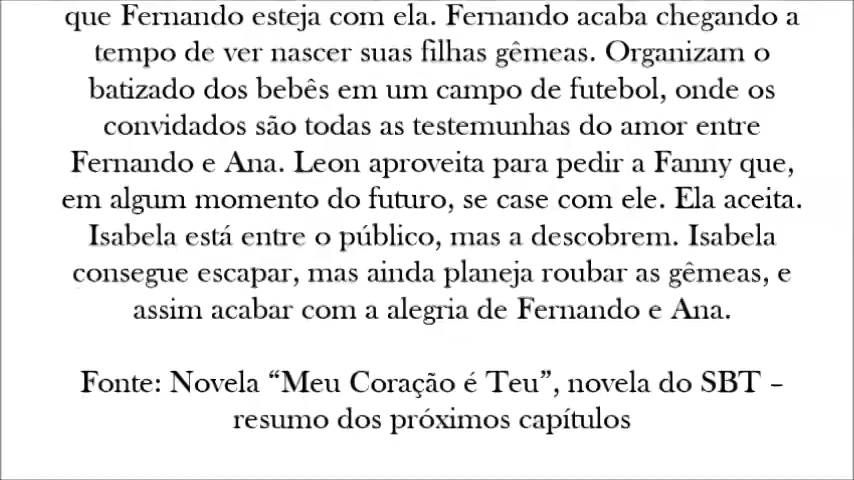 que Fernando esteja com ela. Fernando acaba chegando a
tempo de ver nascer suas filhas gêmeas. Organizam o
batizado dos bebês em um campo de futebol, onde os
convidados são todas as testemunhas do amor entre
Fernando e Ana. Leon aproveita para pedir a Fanny que,
em algum momento do futuro, se case com ele. Ela aceita.
Isabela está entre o público, mas a descobrem. Isabela
consegue escapar, mas ainda planeja roubar as gêmeas, e
assim acabar com a alegria de Fernando e Ana.
Fonte: Novela “Meu Coração é Teu”, novela do SBT –
resumo dos próximos capítulos